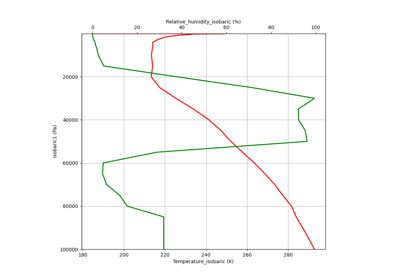 Relative_humidity_isobaric (%)
0 20 40 60 80 100
20000
40000
60000
80000
100000
isobaric1 (Pa)
180 200 220 240 260 280
Temperature_isobaric (K)